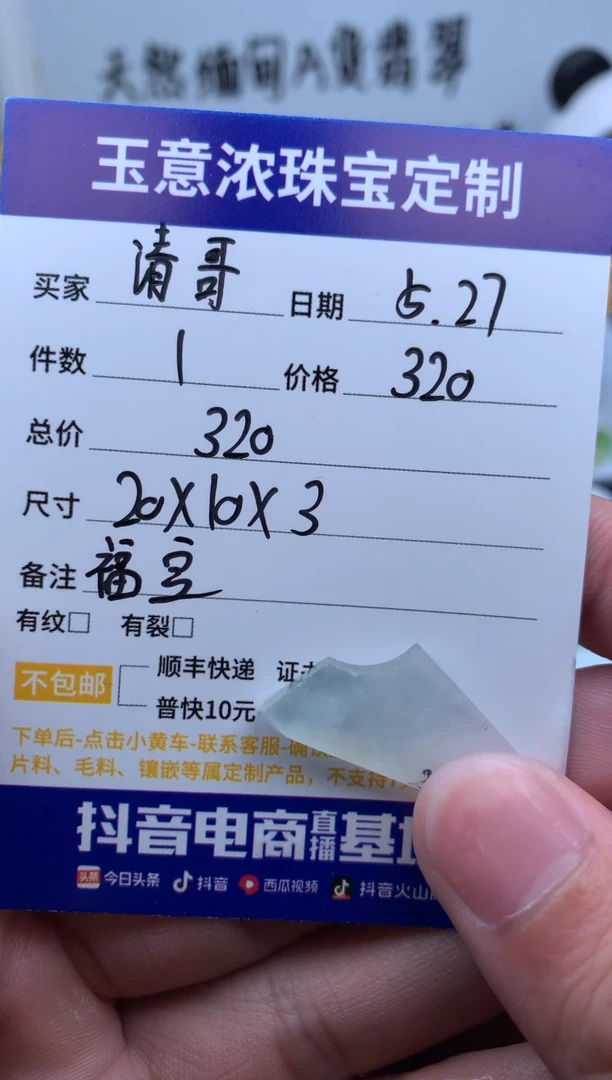 天然缅甸A货翡翠
玉意浓珠宝定制
买家 清哥 日期 5.27
件数 1 价格 320
总价 320
尺寸 20X10X3
备注 福豆
有纹□ 有裂□
不包邮
顺丰快递 证
普快10元
下单后-点击小黄车-联系客服-确
片料、毛料、镶嵌等属定制产品，不支持7
抖音电商直播基
头条 今日头条 抖音 西瓜视频 抖音火山